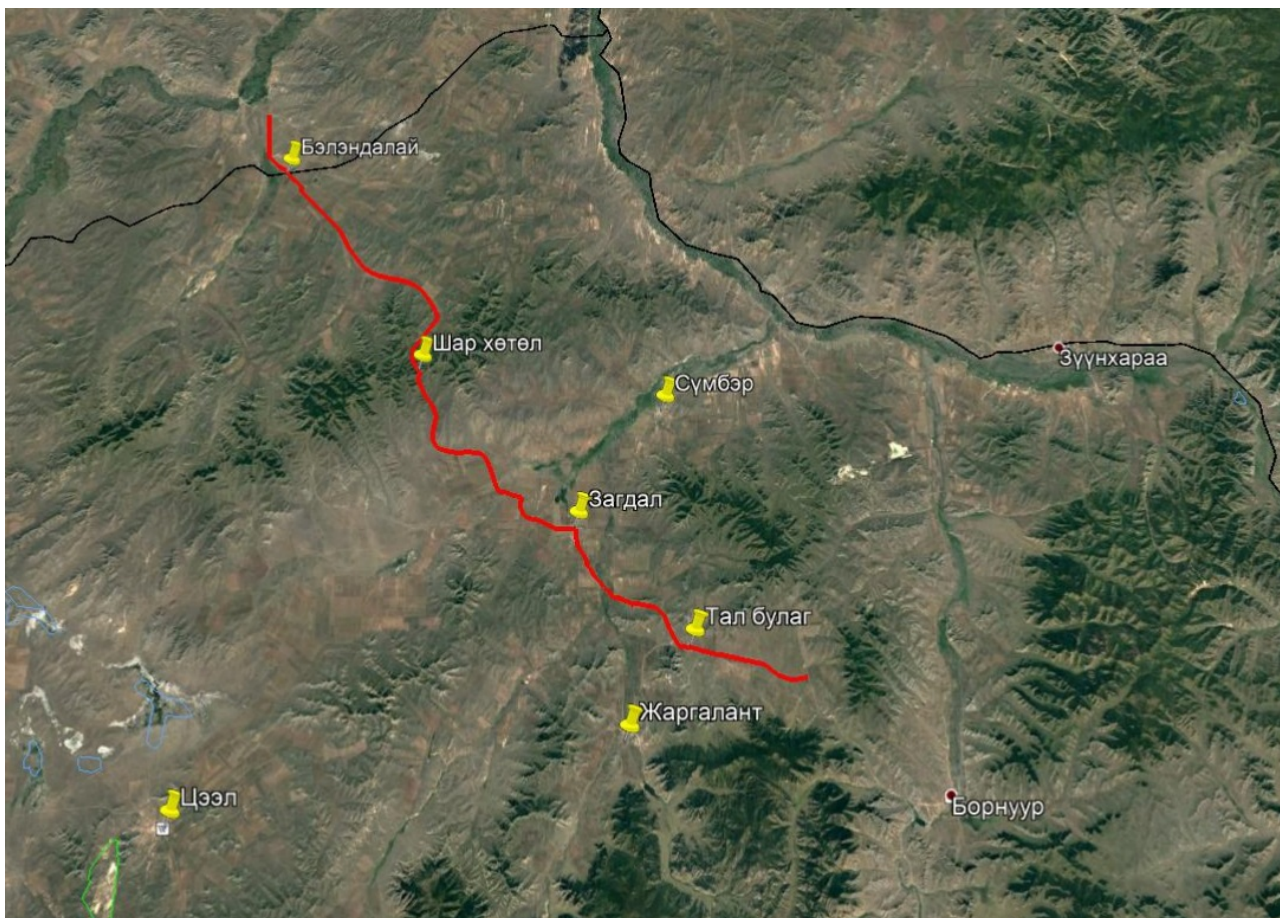 Бэлэндалай
Шар хөтөл
Зүүнхараа
Сүмбэр
Загдал
Тал булаг
Жаргалант
Цээл
Борнуур